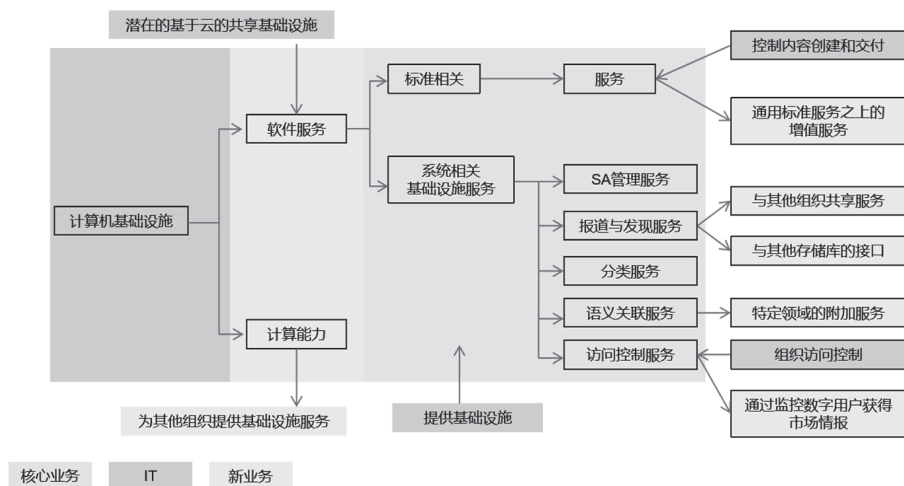 潜在的基于云的共享基础设施
控制内容创建和交付
标准相关
服务
通用标准服务之上的
增值服务
软件服务
系统相关
基础设施服务
SA管理服务
与其他组织共享服务
计算机基础设施
报道与发现服务
与其他存储库的接口
分类服务
语义关联服务
特定领域的附加服务
计算能力
访问控制服务
组织访问控制
为其他组织提供基础设施服务
提供基础设施
通过监控数字用户获得
市场情报
核心业务
IT
新业务